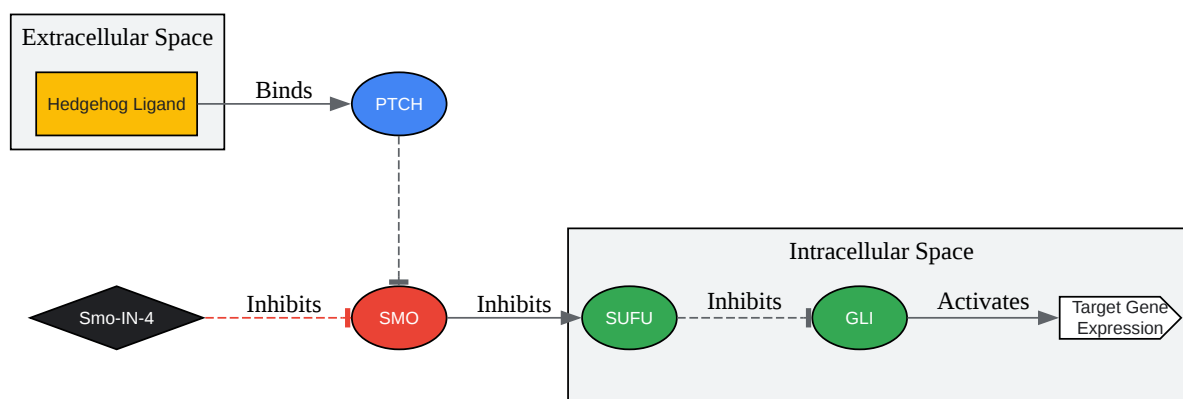 Extracellular Space
Hedgehog Ligand
Binds
PTCH
Intracellular Space
Smo-IN-4
Inhibits
SMO
Inhibits
SUFU
Inhibits
GLI
Activates
Target Gene
Expression